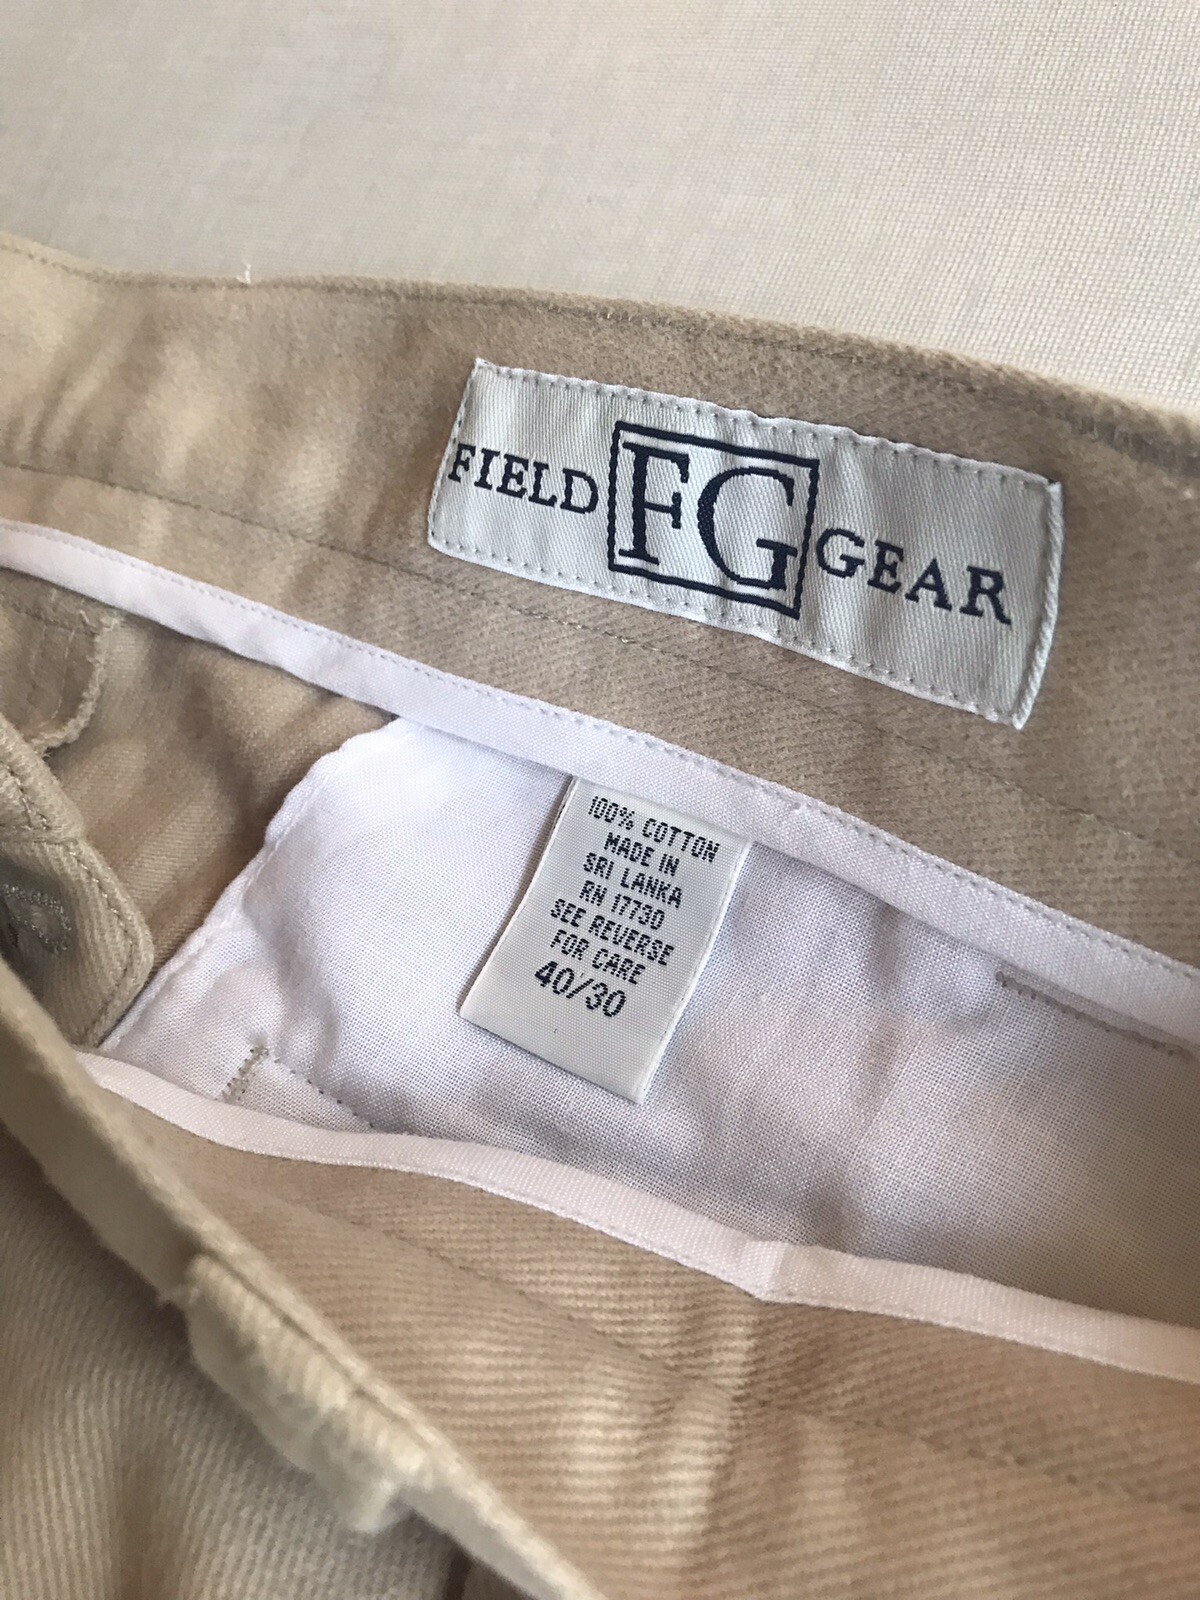 FIELD FG GEAR
100% COTTON
MADE IN
SRI LANKA
RN 17730
SEE REVERSE
FOR CARE
40/30